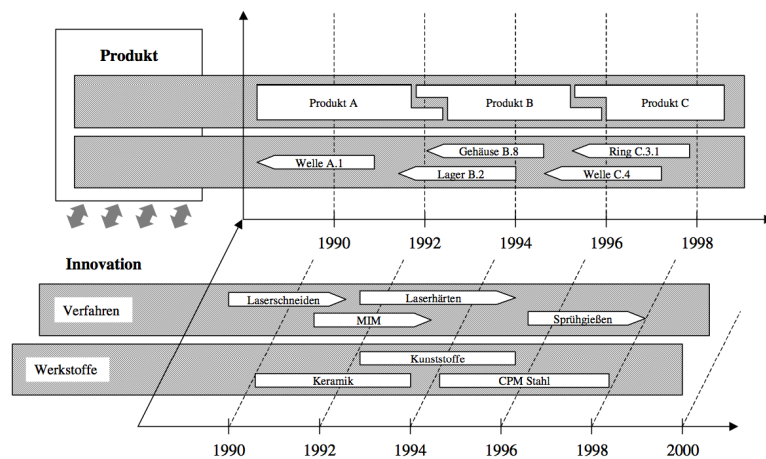 Produkt
Produkt A
Produkt B
Produkt C
Gehäuse B.8
Ring C.3.1
Welle A.1
Lager B.2
Welle C.4
1990
1992
1994
1996
1998
Innovation
Verfahren
Laserschneiden
Laserhärten
MIM
Sprühgießen
Werkstoffe
Kunststoffe
Keramik
CPM Stahl
1990
1992
1994
1996
1998
2000